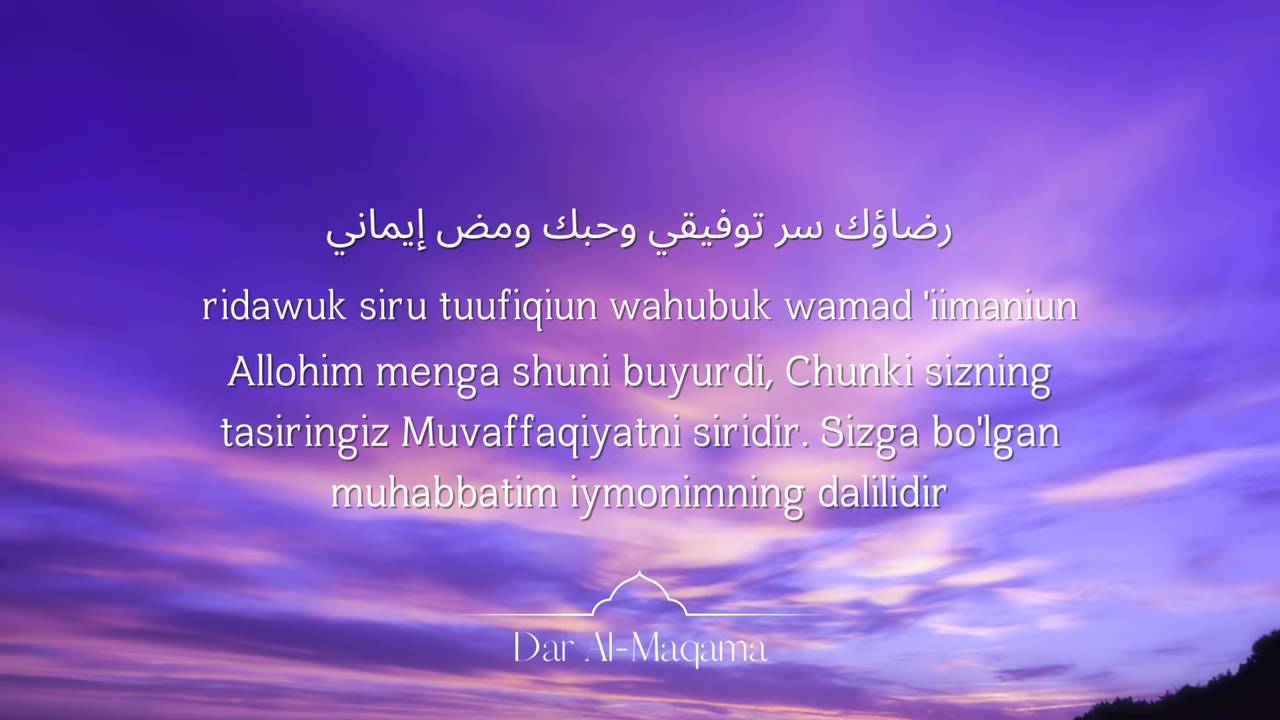 رضاؤك سر توفيقي وحبك ومض إيماني
ridawuk siru tuufiqiun wahubuk wamad 'iimaniun
Allohim menga shuni buyurdi, Chunki sizning
tasiringiz Muvaffaqiyatni siridir. Sizga bo'lgan
muhabbatim iymonimning dalilidir
Dar Al-Maqama